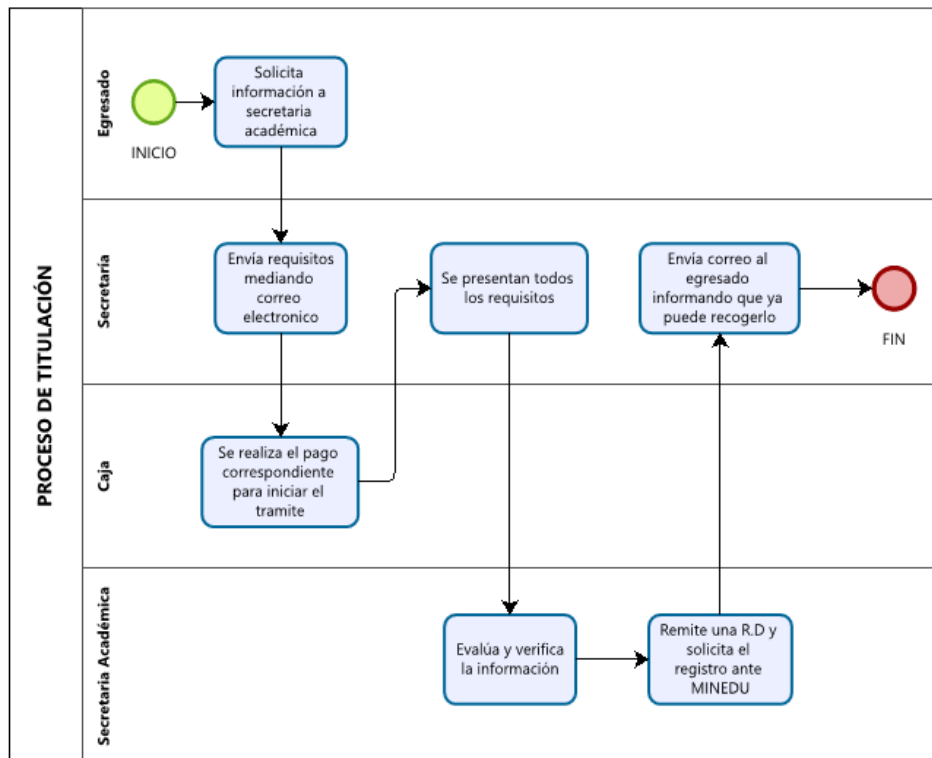 PROCESO DE TITULACIÓN
Egresado
INICIO
Solicita
información a
secretaria
académica
Secretaria
Envía requisitos
mediando
correo
electronico
Se presentan todos
los requisitos
Envía correo al
egresado
informando que ya
puede recogerlo
FIN
Caja
Se realiza el pago
correspondiente
para iniciar el
tramite
Secretaria Académica
Evalúa y verifica
la información
Remite una R.D y
solicita el
registro ante
MINEDU